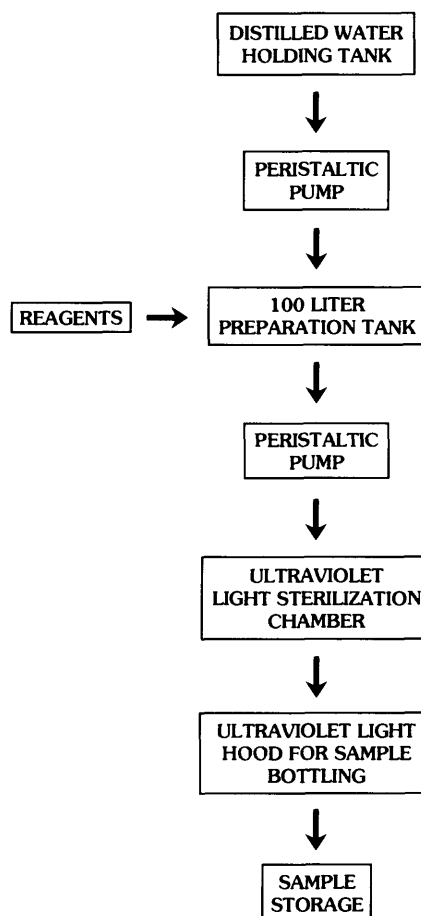 DISTILLED WATER
HOLDING TANK
PERISTALTIC
PUMP
REAGENTS
100 LITER
PREPARATION TANK
PERISTALTIC
PUMP
ULTRAVIOLET
LIGHT STERILIZATION
CHAMBER
ULTRAVIOLET LIGHT
HOOD FOR SAMPLE
BOTTLING
SAMPLE
STORAGE